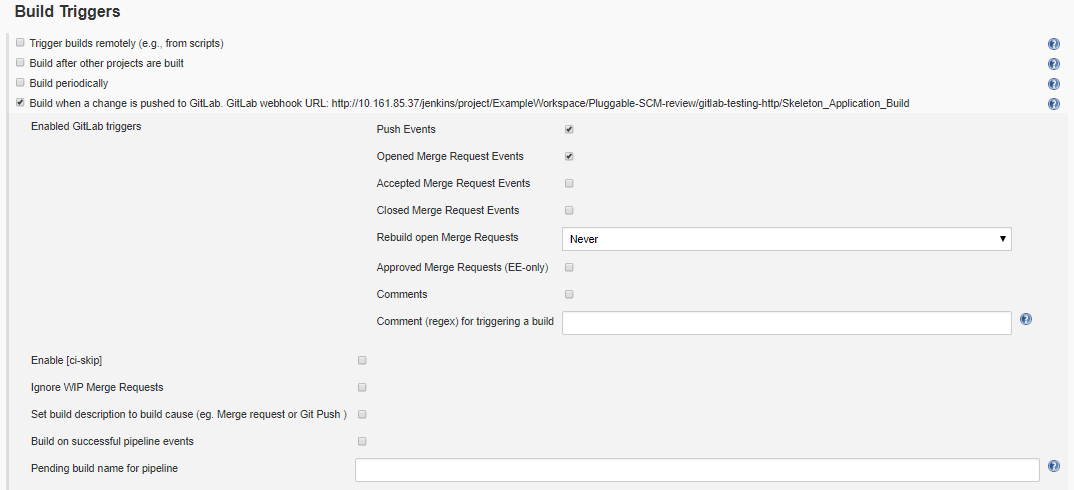 Build Triggers
Trigger builds remotely (e.g., from scripts)
Build after other projects are built
Build periodically
Build when a change is pushed to GitLab. GitLab webhook URL: http://10.161.85.37/jenkins/project/ExampleWorkspace/Pluggable-SCM-review/gitlab-testing-http/Skeleton_Application_Build
Enabled GitLab triggers
Push Events
Opened Merge Request Events
Accepted Merge Request Events
Closed Merge Request Events
Rebuild open Merge Requests Never
Approved Merge Requests (EE-only)
Comments
Comment (regex) for triggering a build
Enable [ci-skip]
Ignore WIP Merge Requests
Set build description to build cause (eg. Merge request or Git Push )
Build on successful pipeline events
Pending build name for pipeline